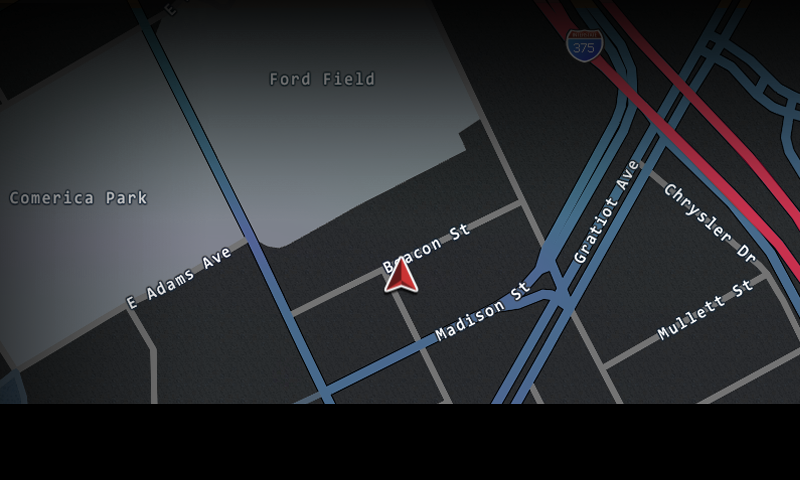 E
Ford Field
375
Comerica Park
Gratiot Ave
Chrysler Dr
Beacon St
E Adams Ave
Madison St
Mullett St